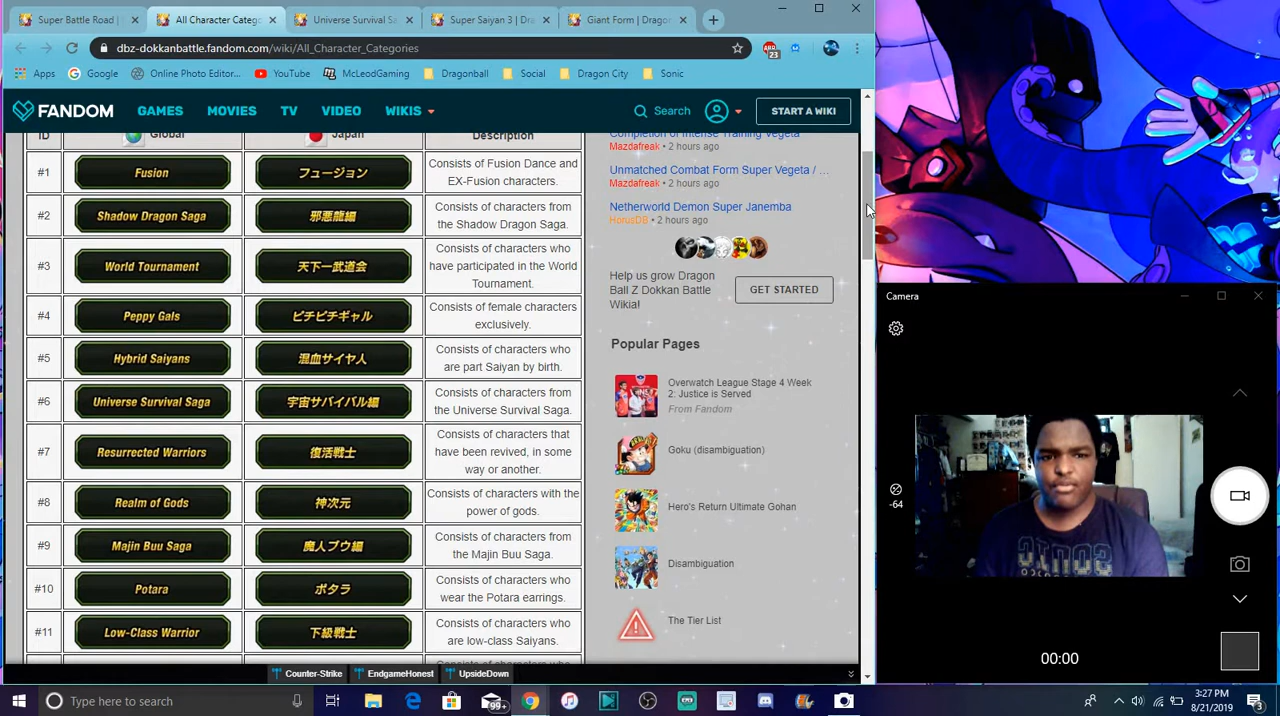 Super Battle Road |
All Character Catego
Universe Survival Sa
Super Saiyan 3 | Dra
Giant Form | Dragon
dbz-dokkanbattle.fandom.com/wiki/All_Character_Categories
23
Apps
Google
Online Photo Editor...
YouTube
McLeodGaming
Dragonball
Social
Dragon City
Sonic
FANDOM
GAMES
MOVIES
TV
VIDEO
WIKIS
Search
START A WIKI
ID
Global
Japan
Description
#1
Fusion
フュージョン
Consists of Fusion Dance and
EX-Fusion characters.
#2
Shadow Dragon Saga
邪悪龍編
Consists of characters from
the Shadow Dragon Saga.
#3
World Tournament
天下一武道会
Consists of characters who
have participated in the World
Tournament.
#4
Peppy Gals
ピチピチギャル
Consists of female characters
exclusively.
#5
Hybrid Saiyans
混血サイヤ人
Consists of characters who
are part Saiyan by birth.
#6
Universe Survival Saga
宇宙サバイバル編
Consists of characters from
the Universe Survival Saga.
#7
Resurrected Warriors
復活戦士
Consists of characters that
have been revived, in some
way or another.
#8
Realm of Gods
神次元
Consists of characters with the
power of gods.
#9
Majin Buu Saga
魔人ブウ編
Consists of characters from
the Majin Buu Saga.
#10
Potara
ポタラ
Consists of characters who
wear the Potara earrings.
#11
Low-Class Warrior
下級戦士
Consists of characters who
are low-class Saiyans.
Consists of characters who
Completion of Intense Training Vegeta
Mazdafreak • 2 hours ago
Unmatched Combat Form Super Vegeta / ...
Mazdafreak • 2 hours ago
Netherworld Demon Super Janemba
HorusDB • 2 hours ago
Help us grow Dragon
Ball Z Dokkan Battle
Wikia!
GET STARTED
Popular Pages
Overwatch League Stage 4 Week
2: Justice is Served
From Fandom
Goku (disambiguation)
Hero's Return Ultimate Gohan
Disambiguation
The Tier List
Counter-Strike
EndgameHonest
UpsideDown
Camera
-64
00:00
Type here to search
99+
3:27 PM
8/21/2019
3